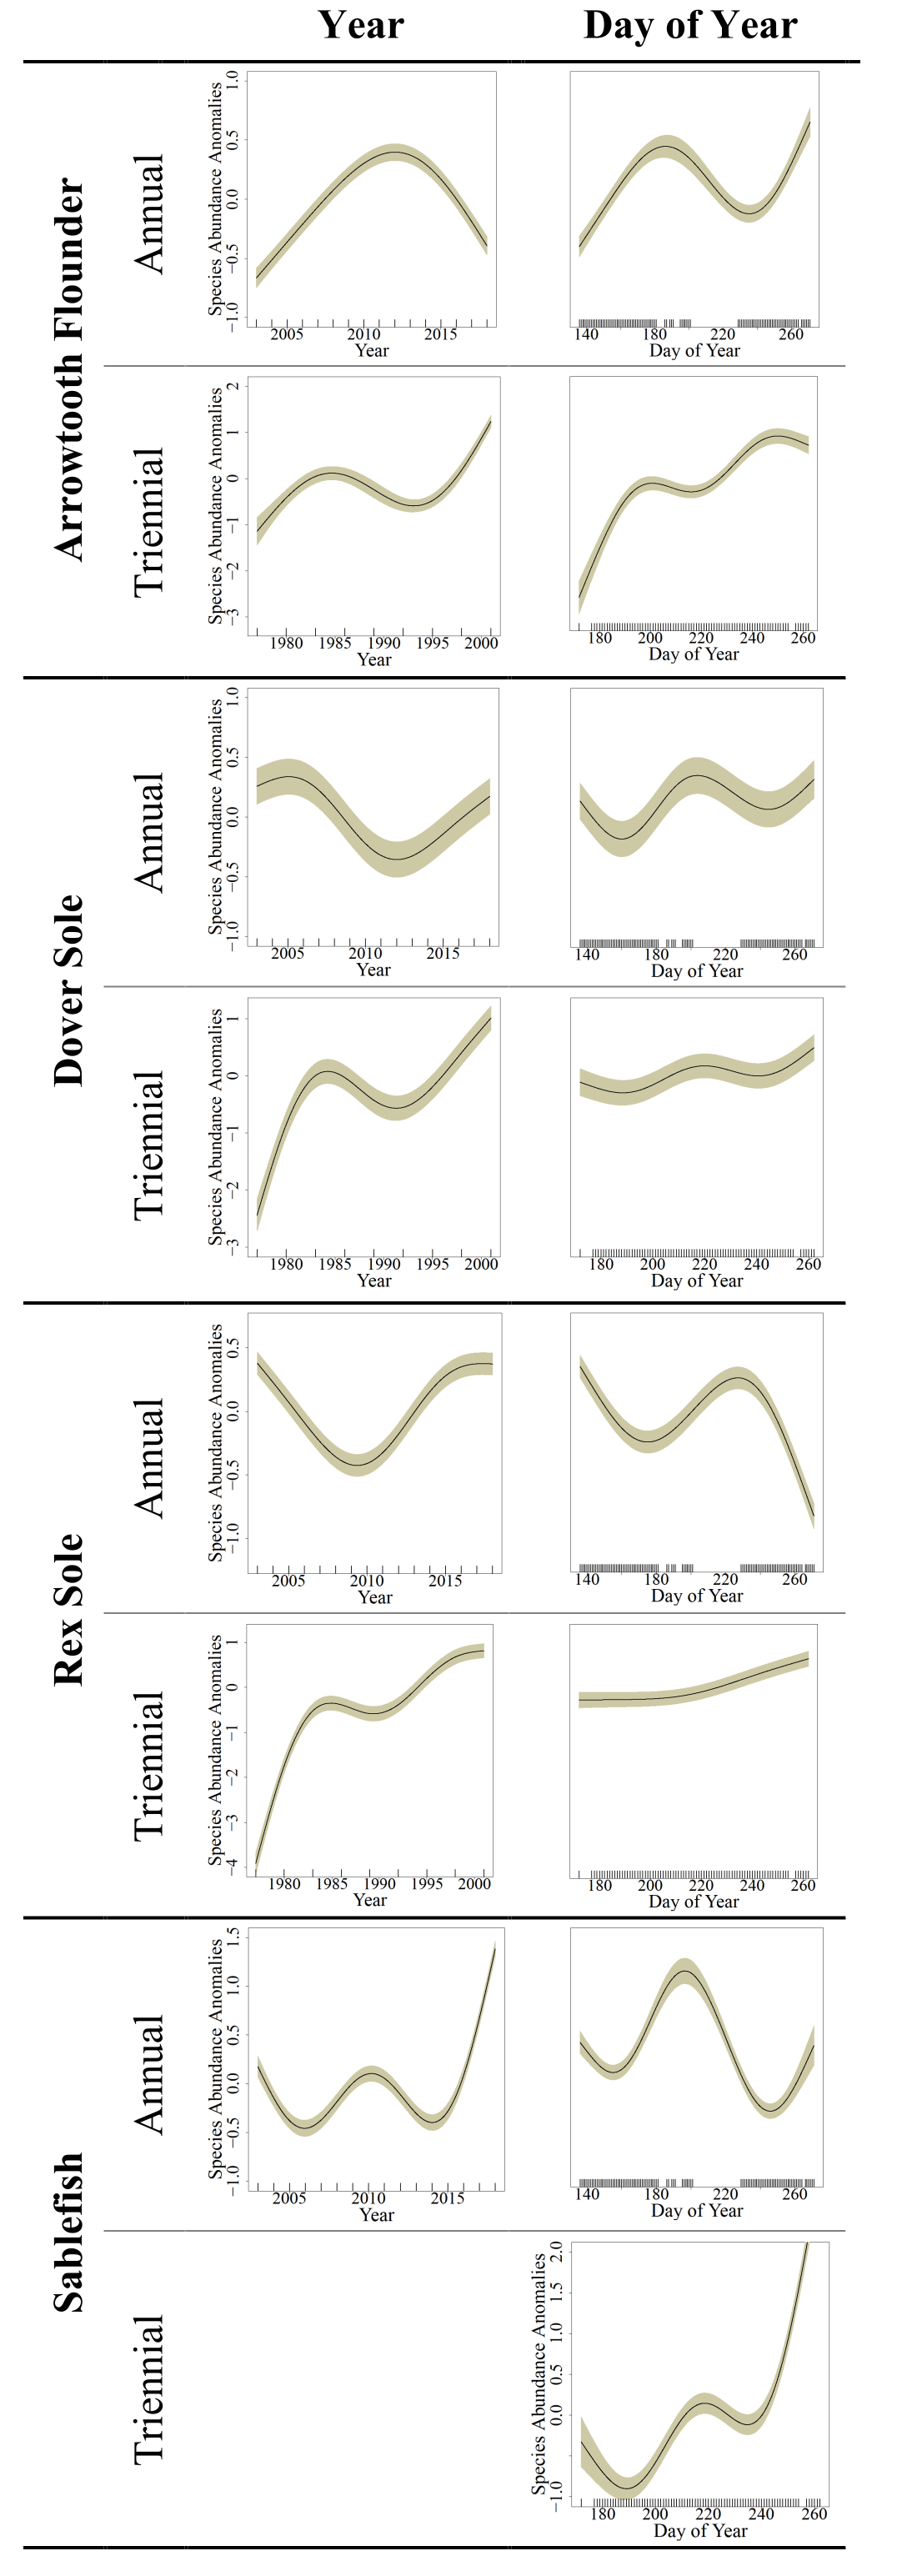 Year Day of Year
Arrowtooth Flounder
Annual
Species Abundance Anomalies
1.0
0.5
0.0
−0.5
−1.0
2005 2010 2015
Year
140 180 220 260
Day of Year
Triennial
Species Abundance Anomalies
2
1
0
−1
−2
−3
1980 1985 1990 1995 2000
Year
180 200 220 240 260
Day of Year
Dover Sole
Annual
Species Abundance Anomalies
1.0
0.5
0.0
−0.5
−1.0
2005 2010 2015
Year
140 180 220 260
Day of Year
Triennial
Species Abundance Anomalies
1
0
−1
−2
−3
1980 1985 1990 1995 2000
Year
180 200 220 240 260
Day of Year
Rex Sole
Annual
Species Abundance Anomalies
0.5
0.0
−0.5
−1.0
2005 2010 2015
Year
140 180 220 260
Day of Year
Triennial
Species Abundance Anomalies
1
0
−1
−2
−3
−4
1980 1985 1990 1995 2000
Year
180 200 220 240 260
Day of Year
Sablefish
Annual
Species Abundance Anomalies
1.5
1.0
0.5
0.0
−0.5
−1.0
2005 2010 2015
Year
140 180 220 260
Day of Year
Triennial
Species Abundance Anomalies
2.0
1.5
1.0
0.5
0.0
−1.0
180 200 220 240 260
Day of Year